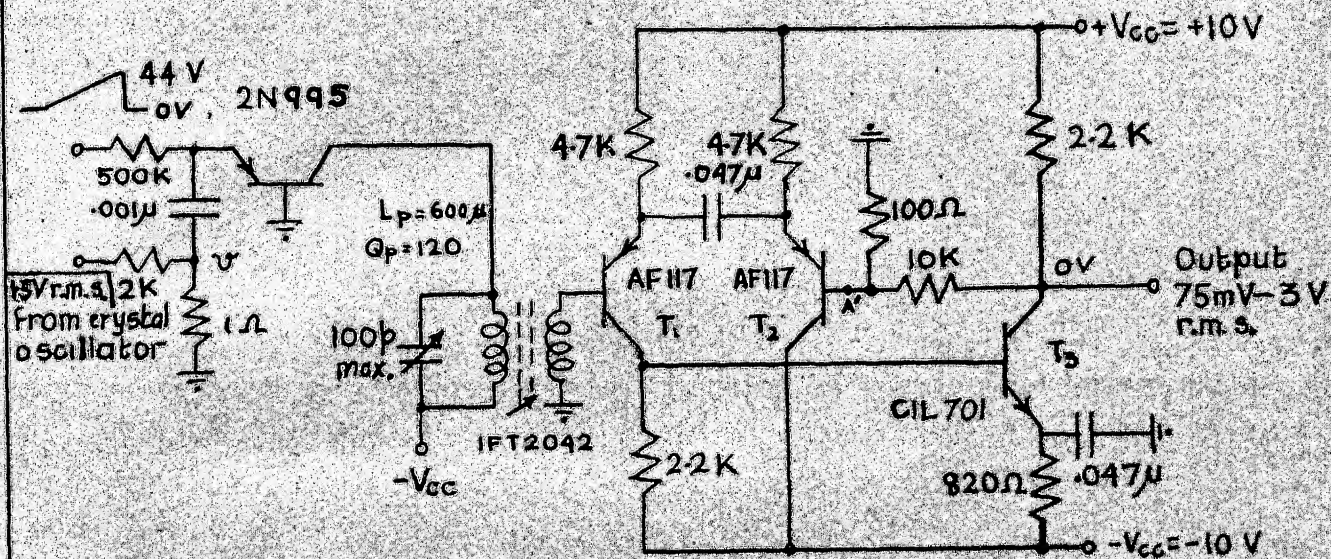 44 V
0V,
2N995
500K
.001µ
v
15V r.m.s. 2K
From crystal
oscillator
1Ω
Lp=600µ
Qp=120
100p
max.
-Vcc
IFT2042
4.7K
4.7K
.047µ
AF117
AF117
T1
T2
100Ω
10K
A'
+Vcc=+10V
2.2K
0V
Output
75mV-3V
r.m.s.
T3
CIL701
2.2K
820Ω
.047µ
-Vcc=-10 V